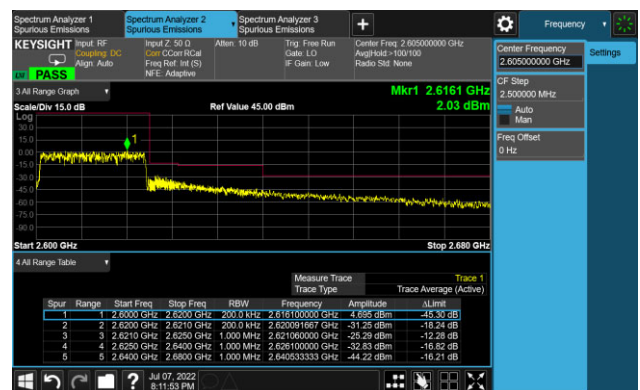 Spectrum Analyzer 1
Spurious Emissions
Spectrum Analyzer 2
Spurious Emissions
Spectrum Analyzer 3
Spurious Emissions
+
Frequency
KEYSIGHT
Input: RF
Coupling: DC
Align: Auto
Input Z: 50 Ω
Corr CCorr RCal
Freq Ref: Int (S)
NFE: Adaptive
Atten: 10 dB
Trig: Free Run
Gate: LO
IF Gain: Low
Center Freq: 2.605000000 GHz
Avg|Hold:>100/100
Radio Std: None
PASS
Center Frequency
2.605000000 GHz
Settings
CF Step
2.500000 MHz
Auto
Man
Freq Offset
0 Hz
3 All Range Graph
Mkr1 2.6161 GHz
Scale/Div 15.0 dB
Ref Value 45.00 dBm
2.03 dBm
Log
30.0
15.0
0.00
-15.0
-30.0
-45.0
-60.0
-75.0
-90.0
1
Start 2.600 GHz
Stop 2.680 GHz
4 All Range Table
Measure Trace Trace 1
Trace Type Trace Average (Active)
Spur Range Start Freq Stop Freq RBW Frequency Amplitude ΔLimit
1 1 2.6000 GHz 2.6200 GHz 200.0 kHz 2.616100000 GHz 4.695 dBm -45.30 dB
2 2 2.6200 GHz 2.6210 GHz 200.0 kHz 2.620091667 GHz -31.25 dBm -18.24 dB
3 3 2.6210 GHz 2.6250 GHz 1.000 MHz 2.621060000 GHz -25.29 dBm -12.28 dB
4 4 2.6250 GHz 2.6400 GHz 1.000 MHz 2.626100000 GHz -32.83 dBm -16.82 dB
5 5 2.6400 GHz 2.6800 GHz 1.000 MHz 2.640533333 GHz -44.22 dBm -16.21 dB
?
Jul 07, 2022
8:11:53 PM